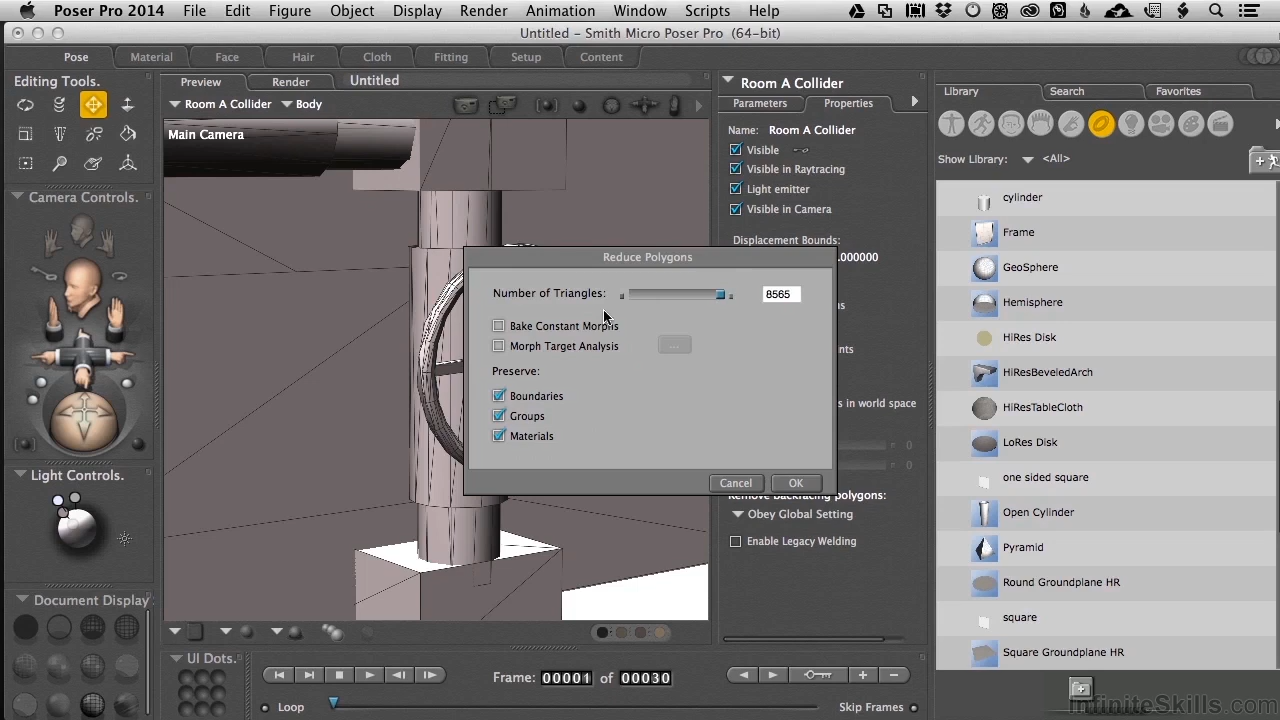 Poser Pro 2014 File Edit Figure Object Display Render Animation Window Scripts Help
Untitled - Smith Micro Poser Pro (64-bit)
Pose Material Face Hair Cloth Fitting Setup Content
Editing Tools.
Preview Render Untitled
Room A Collider Body
Main Camera
Camera Controls.
Light Controls.
Document Display
UI Dots.
Reduce Polygons
Number of Triangles: 8565
Bake Constant Morphs
Morph Target Analysis ...
Preserve:
Boundaries
Groups
Materials
Cancel OK
Room A Collider
Parameters Properties
Name: Room A Collider
Visible
Visible in Raytracing
Light emitter
Visible in Camera
Displacement Bounds:
.000000
s in world space
0
0
Remove backfacing polygons:
Obey Global Setting
Enable Legacy Welding
Library Search Favorites
Show Library: <All>
cylinder
Frame
GeoSphere
Hemisphere
HiRes Disk
HiResBeveledArch
HiResTableCloth
LoRes Disk
one sided square
Open Cylinder
Pyramid
Round Groundplane HR
square
Square Groundplane HR
Frame: 00001 of 00030
Loop Skip Frames
InfiniteSkills.com